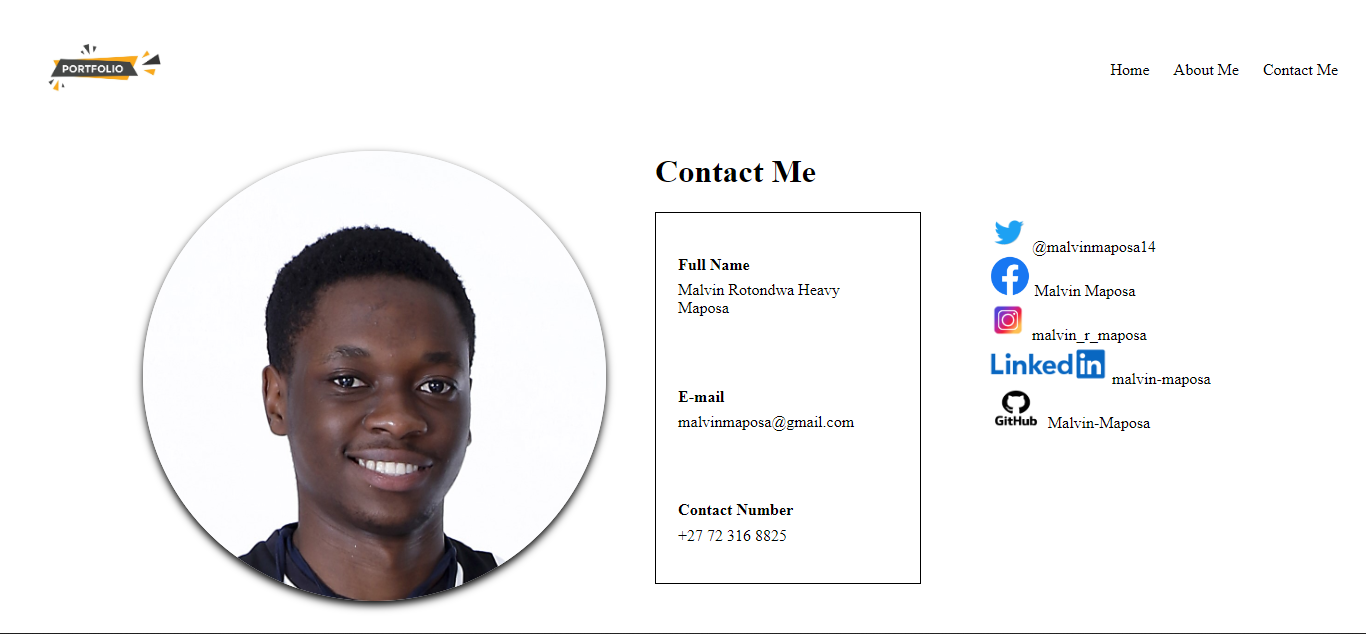 PORTFOLIO
Home
About Me
Contact Me
Contact Me
Full Name
Malvin Rotondwa Heavy
Maposa
E-mail
malvinmaposa@gmail.com
Contact Number
+27 72 316 8825
@malvinmaposa14
Malvin Maposa
malvin_r_maposa
Linkedin malvin-maposa
GitHub Malvin-Maposa